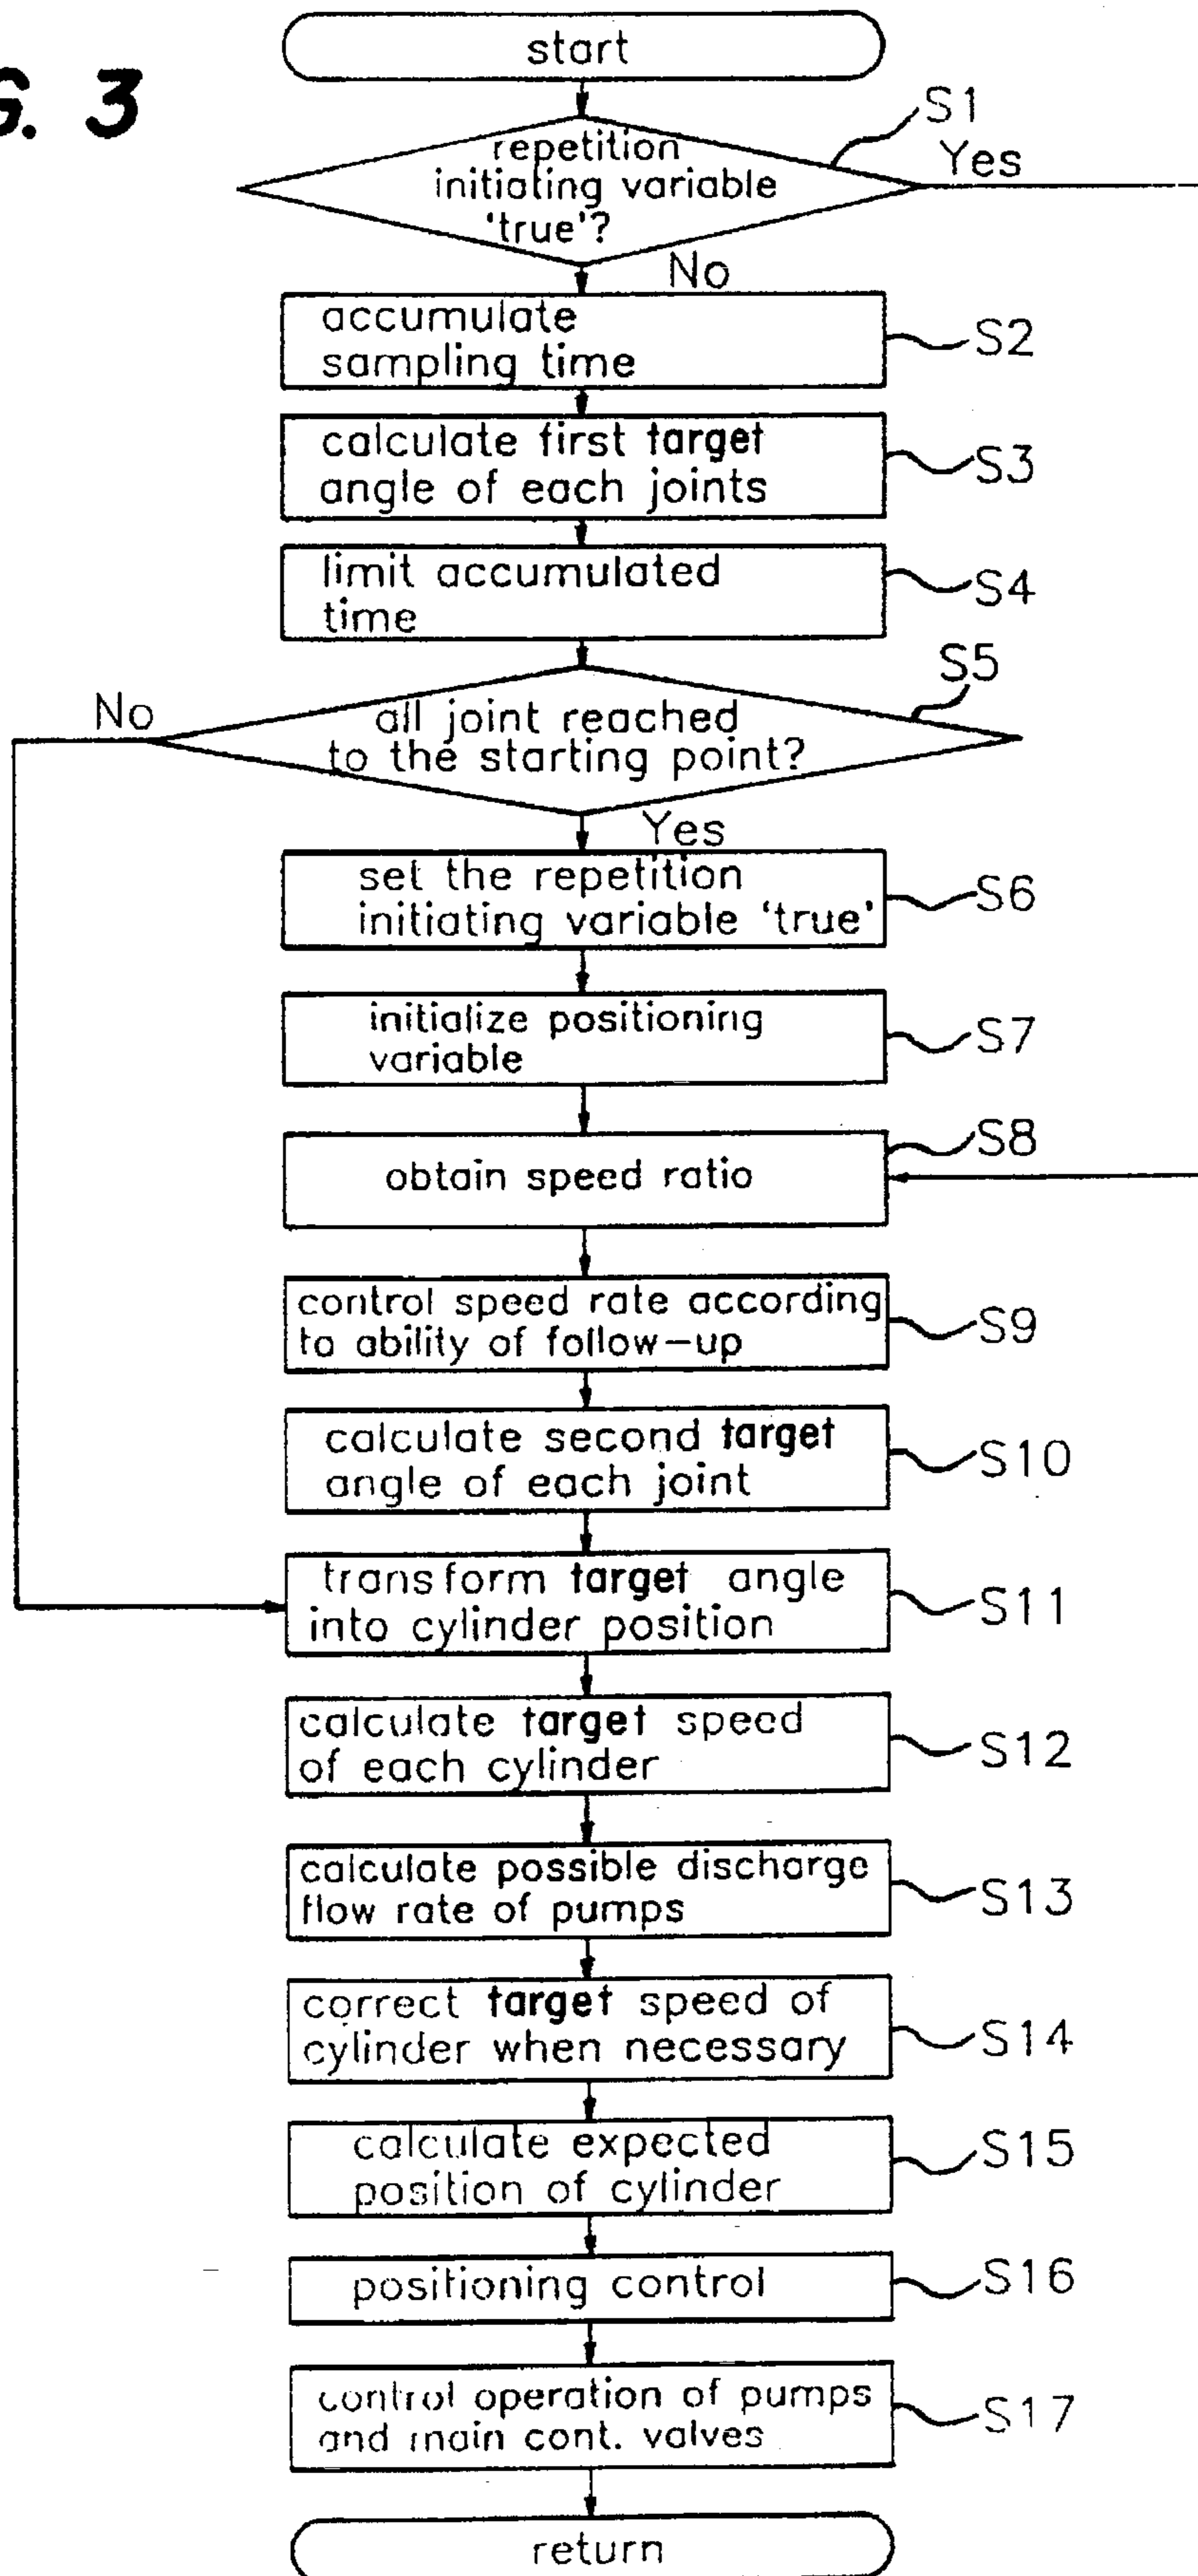 G. 3
start
S1
repetition
initiating variable
'true'?
Yes
No
accumulate
sampling time
S2
calculate first target
angle of each joints
S3
limit accumulated
time
S4
S5
No
all joint reached
to the starting point?
Yes
set the repetition
initiating variable 'true'
S6
initialize positioning
variable
S7
obtain speed ratio
S8
control speed rate according
to ability of follow-up
S9
calculate second target
angle of each joint
S10
transform target angle
into cylinder position
S11
calculate target speed
of each cylinder
S12
calculate possible discharge
flow rate of pumps
S13
correct target speed of
cylinder when necessary
S14
calculate expected
position of cylinder
S15
positioning control
S16
control operation of pumps
and main cont. valves
S17
return